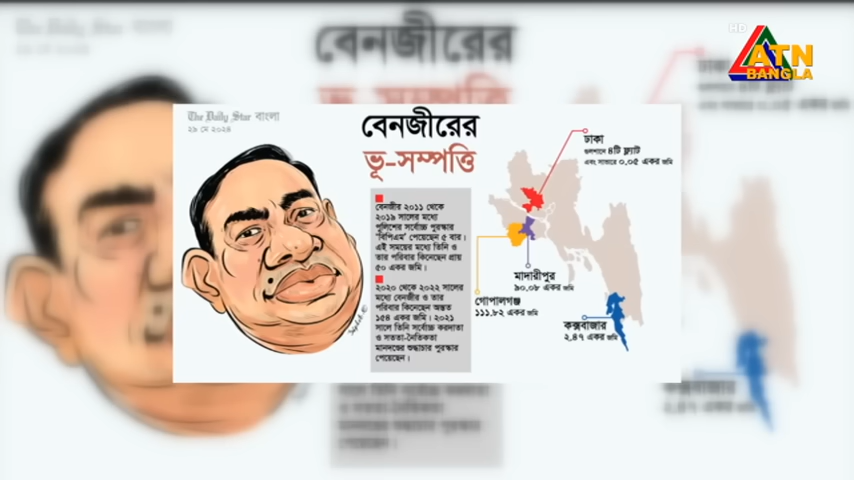 HD
ATN
BANGLA
The Daily Star বাংলা
২৯ মে ২০২৪
বেনজীরের
ভূ-সম্পত্তি
বেনজীর ২০১১ থেকে
২০১৯ সালের মধ্যে
পুলিশের সর্বোচ্চ পুরস্কার
'বিপিএম' পেয়েছেন ৫ বার।
এই সময়ের মধ্যে তিনি ও
তার পরিবার কিনেছেন প্রায়
৫০ একর জমি।
২০২০ থেকে ২০২২ সালের
মধ্যে বেনজীর ও তার
পরিবার কিনেছেন অন্তত
১৫৪ একর জমি। ২০২১
সালে তিনি সর্বোচ্চ করদাতা
ও সততা-নৈতিকতা
মানদণ্ডের শুদ্ধাচার পুরস্কার
পেয়েছেন।
ঢাকা
গুলশানে ৪টি ফ্ল্যাট
এবং সাভারে ০.০৫ একর জমি
মাদারীপুর
৯০.০৮ একর জমি
গোপালগঞ্জ
১১১.৮২ একর জমি
কক্সবাজার
২.৪৭ একর জমি